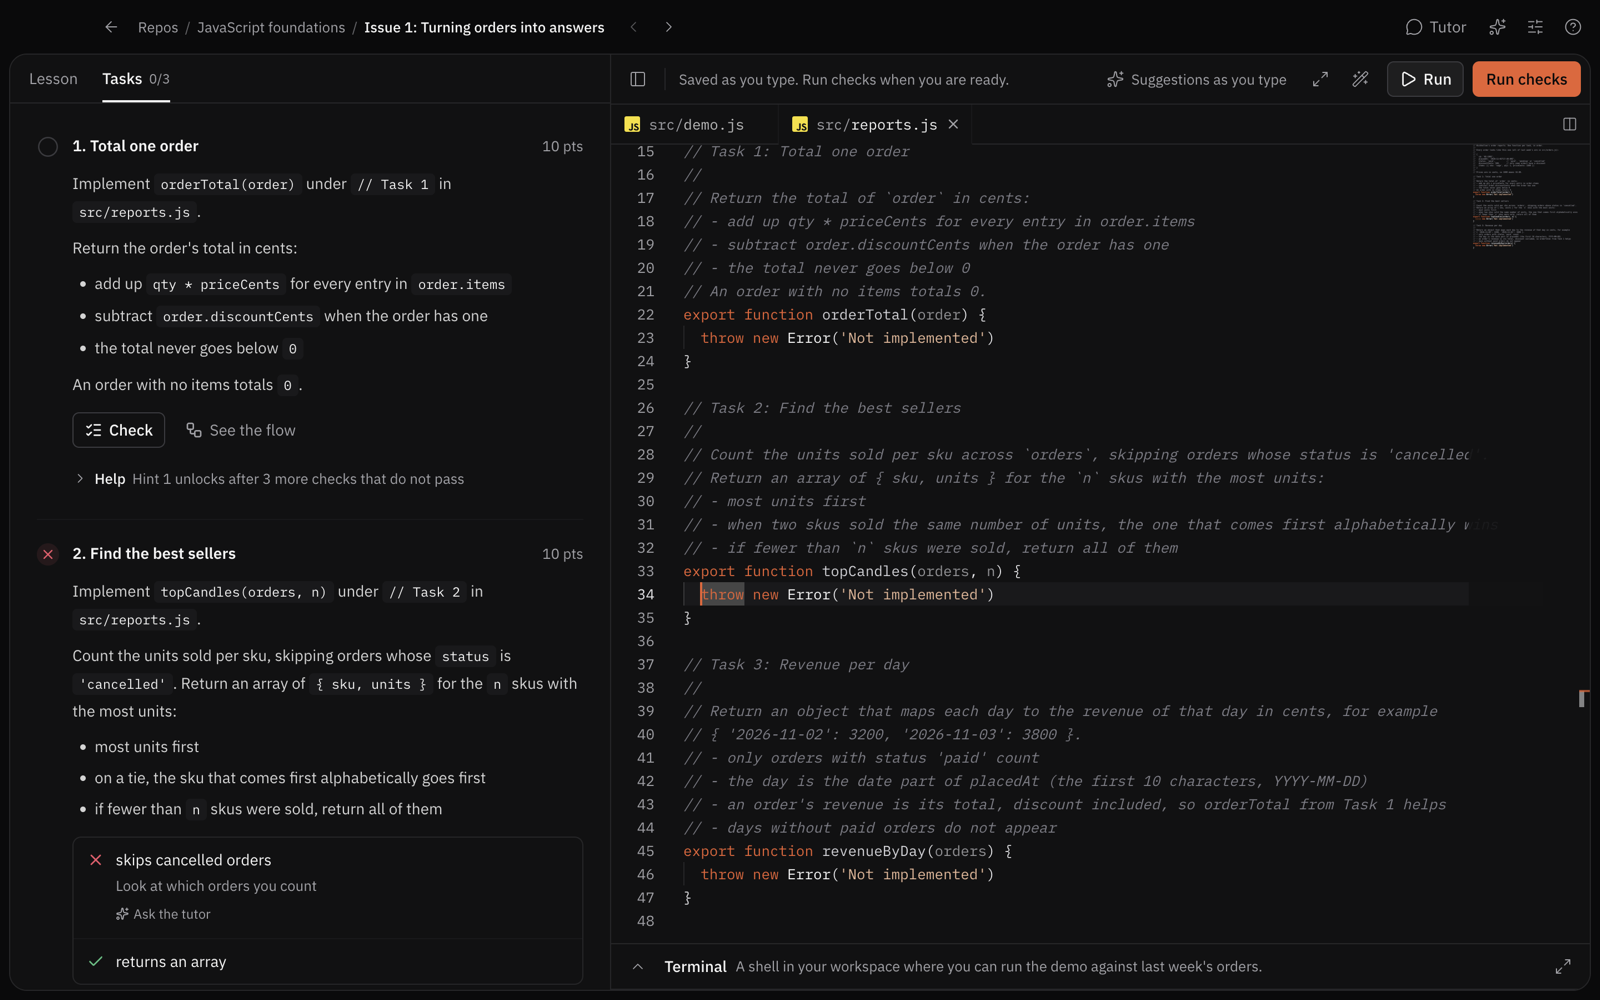 Repos / JavaScript foundations / Issue 1: Turning orders into answers
Tutor
Lesson
Tasks 0/3
1. Total one order
10 pts
Implement orderTotal(order) under // Task 1 in
src/reports.js .
Return the order's total in cents:
• add up qty * priceCents for every entry in order.items
• subtract order.discountCents when the order has one
• the total never goes below 0
An order with no items totals 0 .
Check
See the flow
Help Hint 1 unlocks after 3 more checks that do not pass
2. Find the best sellers
10 pts
Implement topCandles(orders, n) under // Task 2 in
src/reports.js .
Count the units sold per sku, skipping orders whose status is
'cancelled' . Return an array of { sku, units } for the n skus with
the most units:
• most units first
• on a tie, the sku that comes first alphabetically goes first
• if fewer than n skus were sold, return all of them
skips cancelled orders
Look at which orders you count
Ask the tutor
returns an array
Saved as you type. Run checks when you are ready.
Suggestions as you type
Run
Run checks
JS src/demo.js
JS src/reports.js
15 // Task 1: Total one order
16 //
17 // Return the total of `order` in cents:
18 // - add up qty * priceCents for every entry in order.items
19 // - subtract order.discountCents when the order has one
20 // - the total never goes below 0
21 // An order with no items totals 0.
22 export function orderTotal(order) {
23 throw new Error('Not implemented')
24 }
25
26 // Task 2: Find the best sellers
27 //
28 // Count the units sold per sku across `orders`, skipping orders whose status is 'cancelled'.
29 // Return an array of { sku, units } for the `n` skus with the most units:
30 // - most units first
31 // - when two skus sold the same number of units, the one that comes first alphabetically wins
32 // - if fewer than `n` skus were sold, return all of them
33 export function topCandles(orders, n) {
34 throw new Error('Not implemented')
35 }
36
37 // Task 3: Revenue per day
38 //
39 // Return an object that maps each day to the revenue of that day in cents, for example
40 // { '2026-11-02': 3200, '2026-11-03': 3800 }.
41 // - only orders with status 'paid' count
42 // - the day is the date part of placedAt (the first 10 characters, YYYY-MM-DD)
43 // - an order's revenue is its total, discount included, so orderTotal from Task 1 helps
44 // - days without paid orders do not appear
45 export function revenueByDay(orders) {
46 throw new Error('Not implemented')
47 }
48
Terminal A shell in your workspace where you can run the demo against last week's orders.